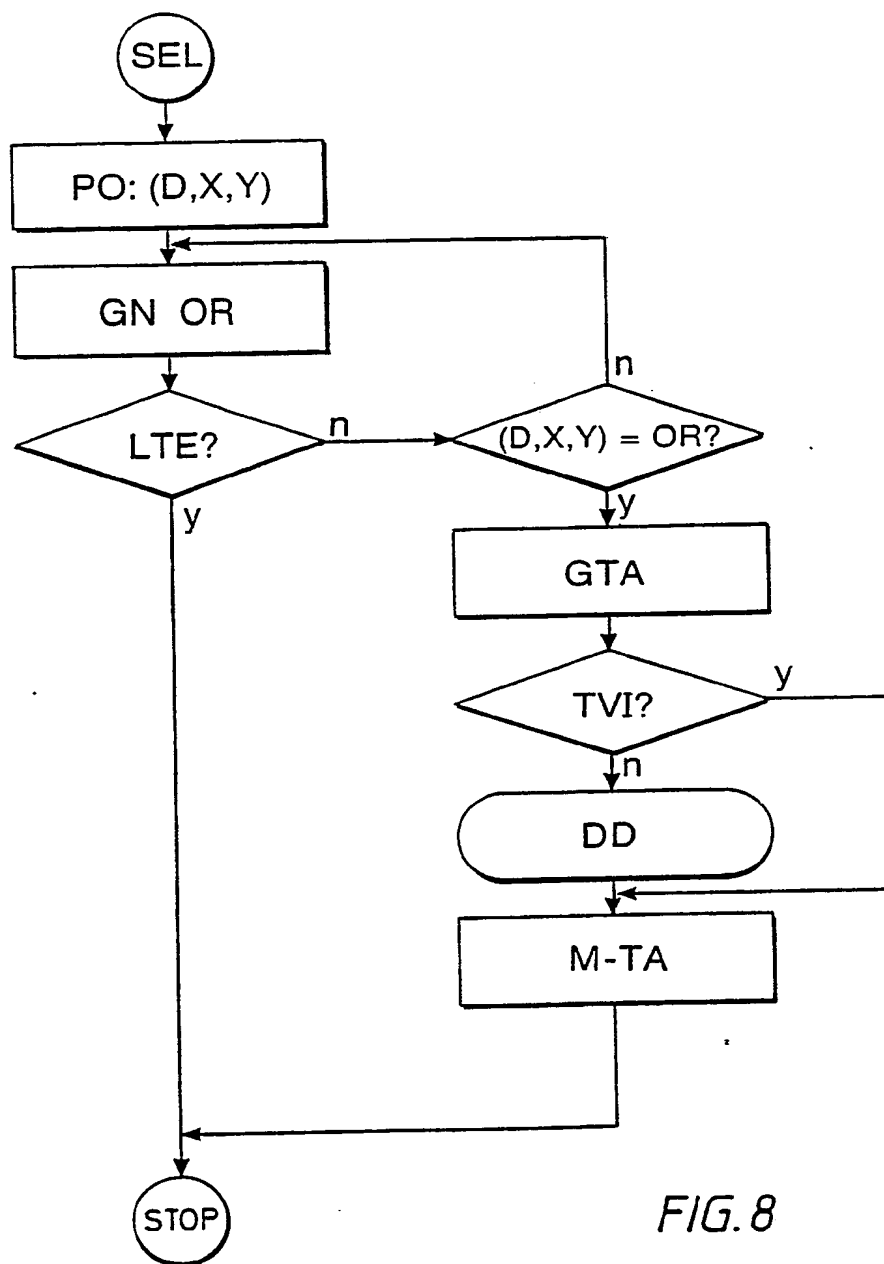 SEL
PO: (D,X,Y)
GN OR
n
LTE?
n
(D,X,Y) = OR?
y
y
GTA
TVI?
y
n
DD
M-TA
STOP
FIG. 8